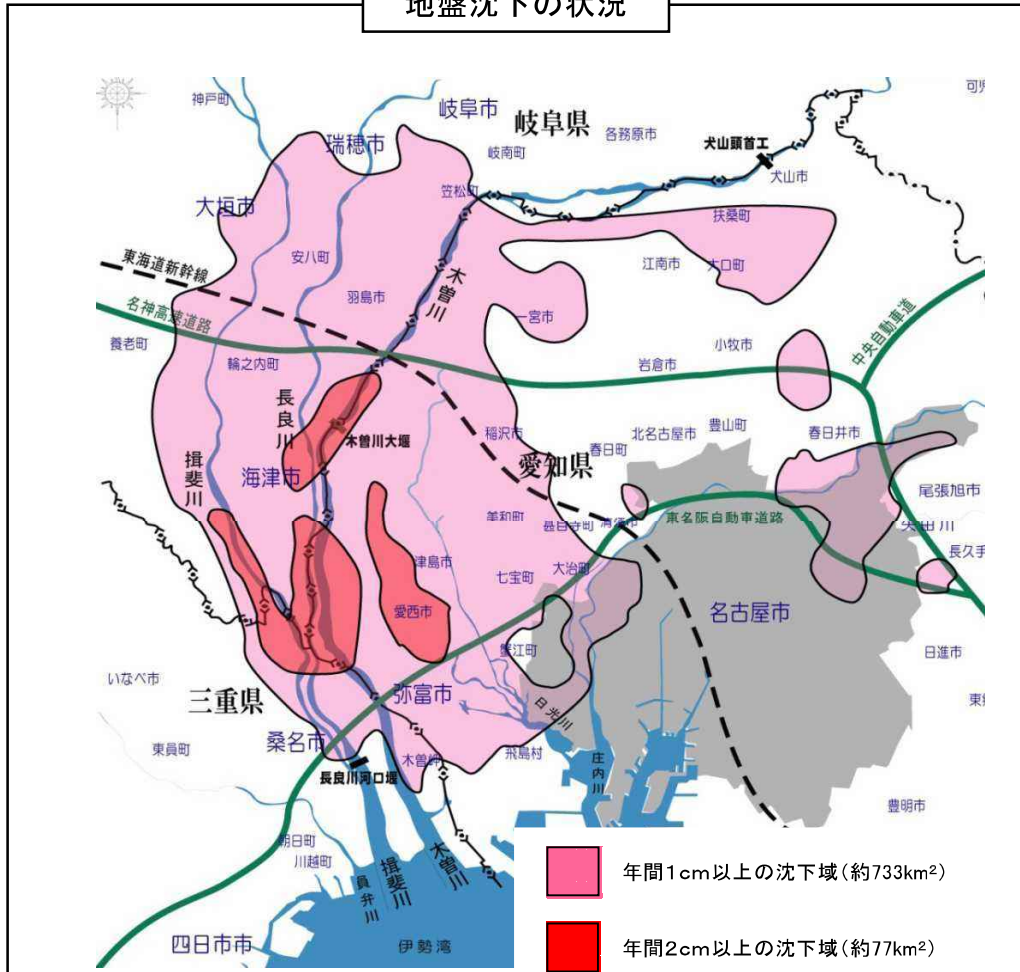 地盤沈下の状況
神戸町
岐阜市
岐阜県
瑞穂市
岐南町
各務原市
犬山頭首工
犬山市
笠松町
大垣市
扶桑町
東海道新幹線
安八町
木曽川
江南市
大口町
羽島市
名神高速道路
一宮市
中央自動車道
養老町
輪之内町
岩倉市
小牧市
長良川
木曽川大堰
稲沢市
北名古屋市
豊山町
春日井市
春日町
愛知県
揖斐川
海津市
尾張旭市
美和町
甚目寺町
清須市
東名阪自動車道路
矢田川
長久手
津島市
七宝町
大治町
愛西市
名古屋市
蟹江町
日進市
いなべ市
三重県
弥富市
日光川
桑名市
東員町
木曽岬
飛島村
庄内川
長良川河口堰
豊明市
朝日町
川越町
員弁川
揖斐川
木曽川
四日市市
伊勢湾
年間1cm以上の沈下域(約733km²)
年間2cm以上の沈下域(約77km²)